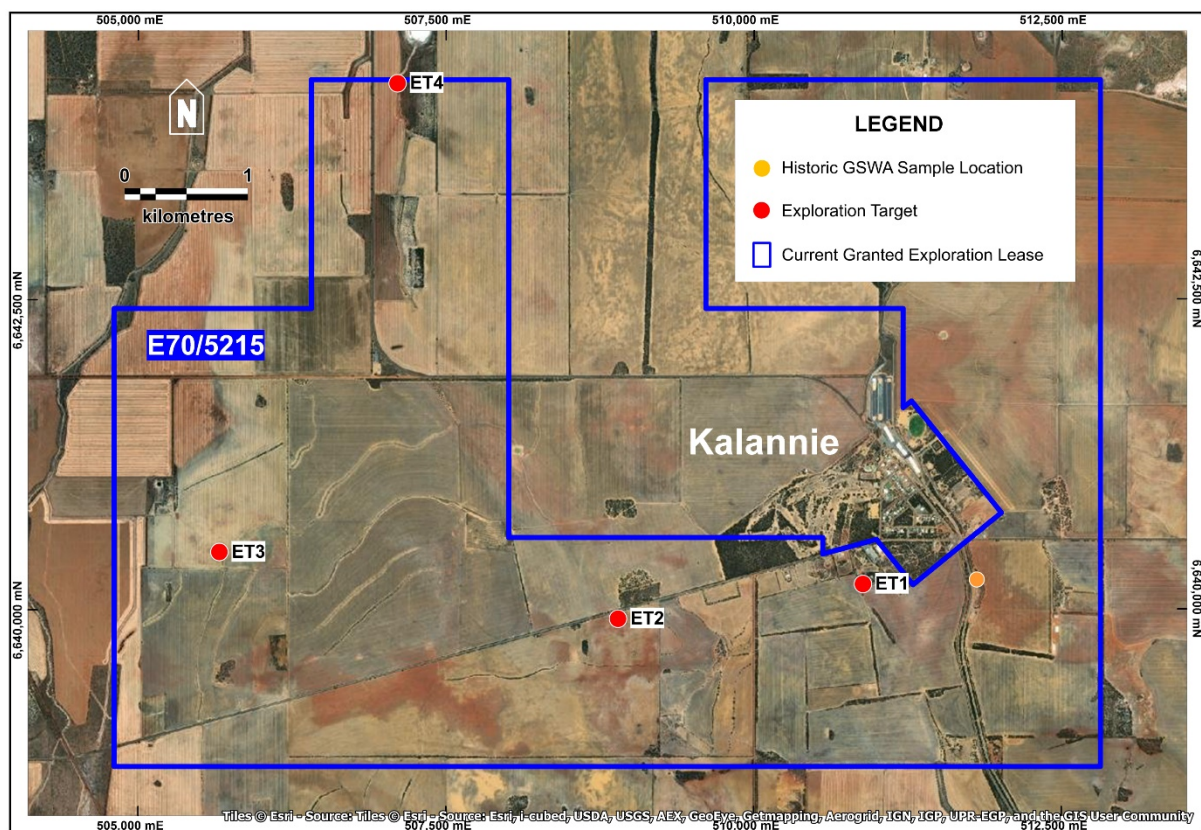 505,000 mE
507,500 mE
510,000 mE
512,500 mE
ET4
N
LEGEND
Historic GSWA Sample Location
Exploration Target
Current Granted Exploration Lease
0
1
kilometres
6,642,500 mN
6,642,500 mN
E70/5215
Kalannie
ET3
ET1
ET2
6,640,000 mN
6,640,000 mN
Tiles © Esri - Source: Tiles © Esri - Source: Esri, i-cubed, USDA, USGS, AEX, GeoEye, Getmapping, Aerogrid, IGN, IGP, UPR-EGP, and the GIS User Community
505,000 mE
507,500 mE
510,000 mE
512,500 mE